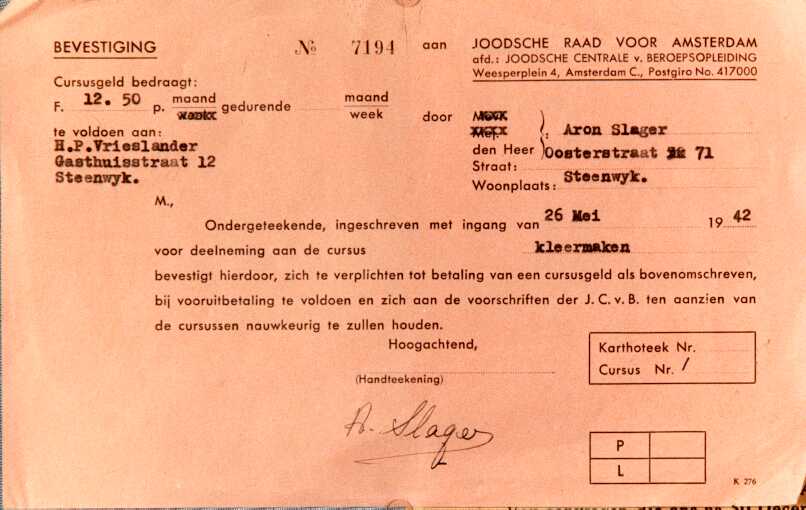 BEVESTIGING
№ 7194 aan
JOODSCHE RAAD VOOR AMSTERDAM
afd.: JOODSCHE CENTRALE v. BEROEPSOPLEIDING
Weesperplein 4, Amsterdam C., Postgiro No. 417000
Cursusgeld bedraagt:
F. 12.50 p. maand gedurende maand
week week
te voldoen aan:
H.P.Vrieslander
Gasthuisstraat 12
Steenwyk.
door
Mej.
den Heer : Aron Slager
Straat: Oosterstraat 71
Woonplaats: Steenwyk.
M.,
Ondergeteekende, ingeschreven met ingang van 26 Mei 19 42
voor deelneming aan de cursus kleermaken
bevestigt hierdoor, zich te verplichten tot betaling van een cursusgeld als bovenomschreven,
bij vooruitbetaling te voldoen en zich aan de voorschriften der J.C.v.B. ten aanzien van
de cursussen nauwkeurig te zullen houden.
Hoogachtend,
(Handteekening)
A. Slager
Karthoteek Nr.
Cursus Nr. /
P
L
K 276